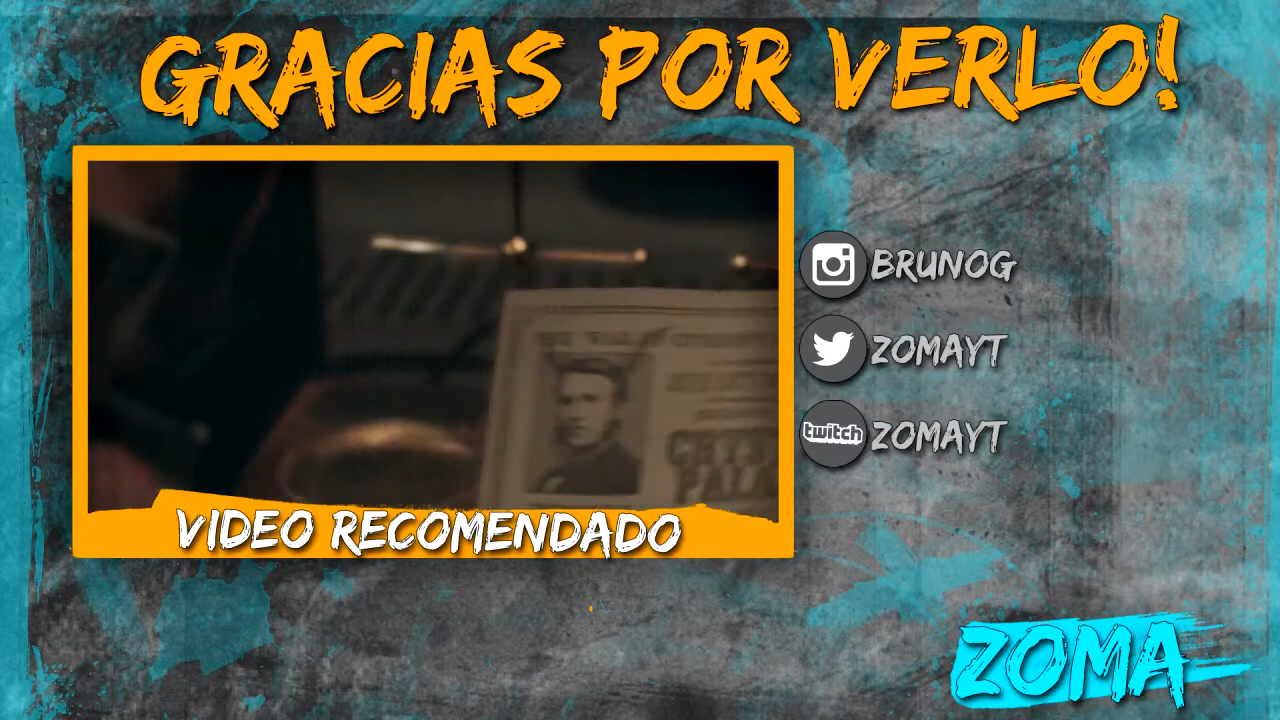 GRACIAS POR VERLO!
BRUNOG
ZOMAYT
twitch
ZOMAYT
VIDEO RECOMENDADO
ZOMA